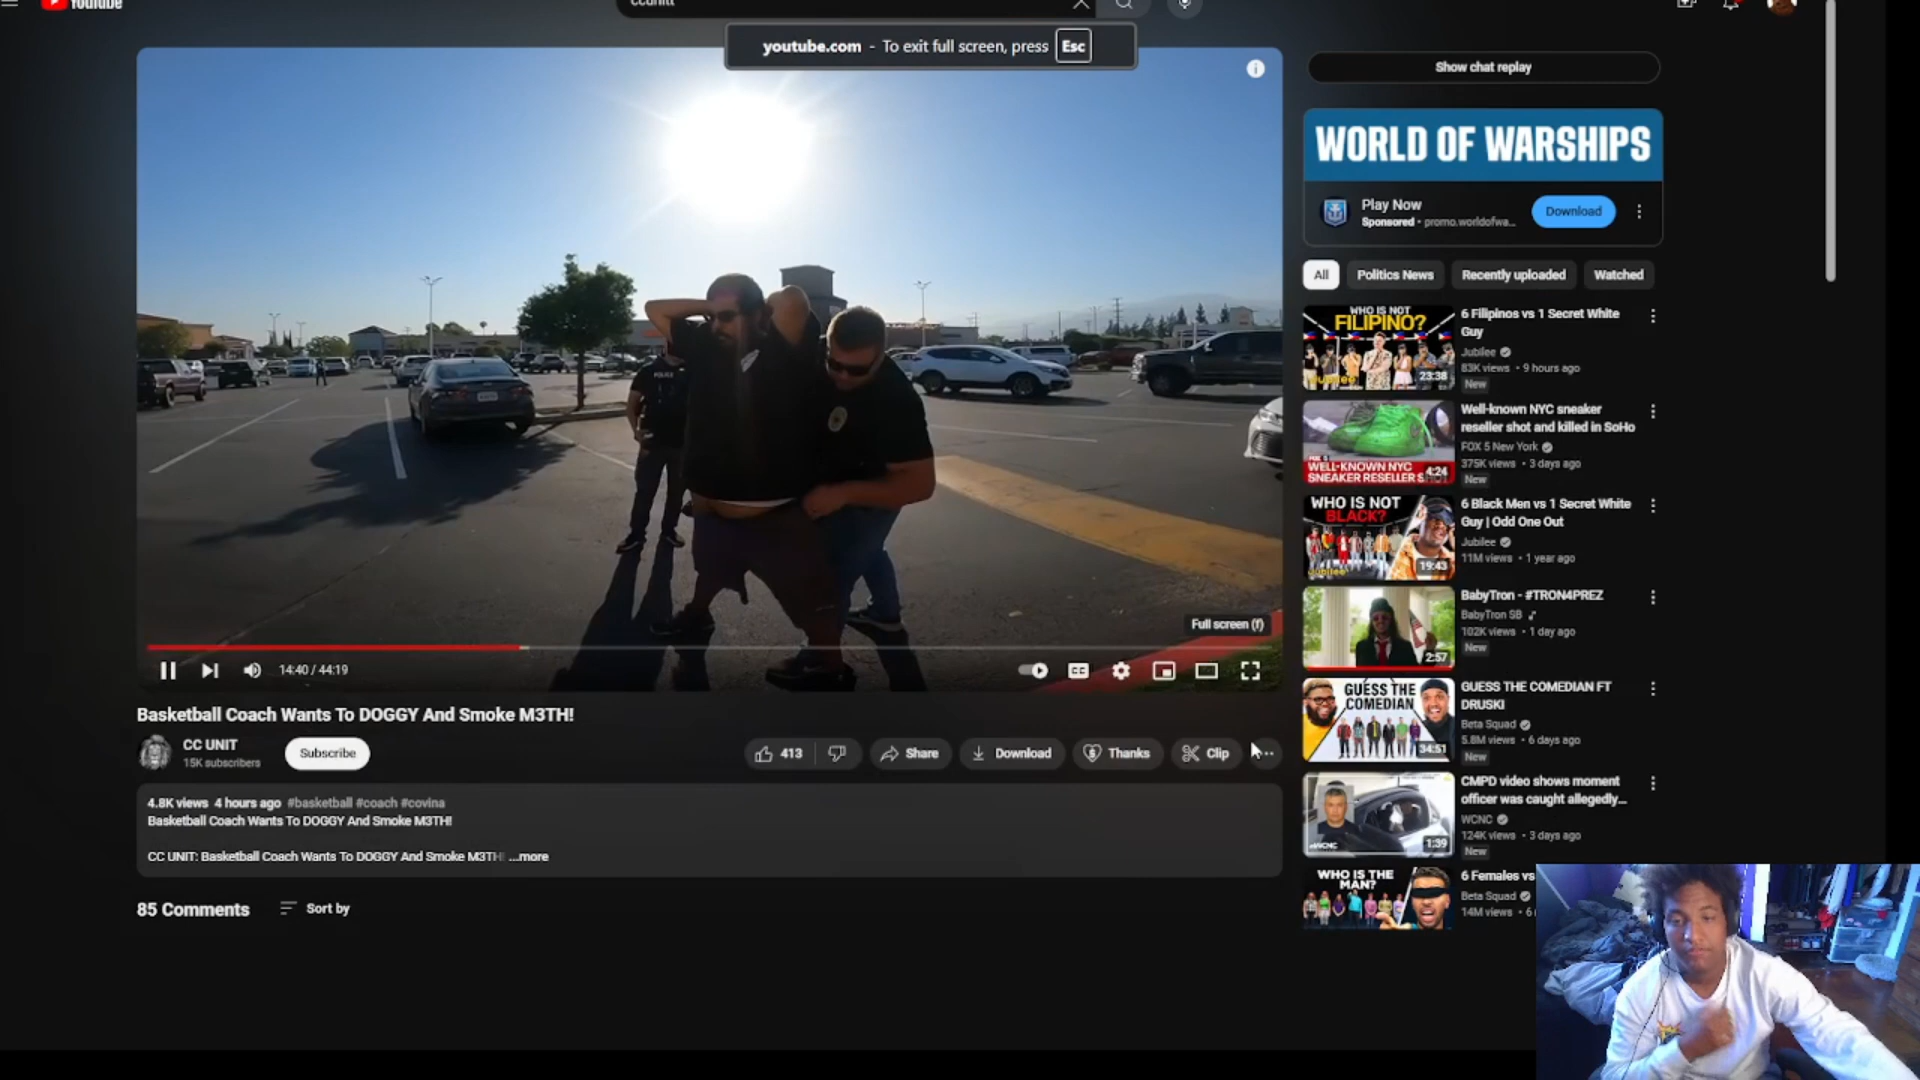 YouTube
ccunitt
youtube.com - To exit full screen, press Esc
POLICE
Full screen (f)
14:40 / 44:19
CC
Basketball Coach Wants To DOGGY And Smoke M3TH!
CC UNIT
15K subscribers
Subscribe
413
Share
Download
Thanks
Clip
4.8K views 4 hours ago #basketball #coach #covina
Basketball Coach Wants To DOGGY And Smoke M3TH!
CC UNIT: Basketball Coach Wants To DOGGY And Smoke M3TH! ...more
85 Comments
Sort by
Show chat replay
WORLD OF WARSHIPS
Play Now
Sponsored • promo.worldofwa...
Download
All
Politics News
Recently uploaded
Watched
WHO IS NOT
FILIPINO?
Jubilee
23:38
6 Filipinos vs 1 Secret White
Guy
Jubilee
83K views • 9 hours ago
New
WELL-KNOWN NYC
SNEAKER RESELLER S
4:24
Well-known NYC sneaker
reseller shot and killed in SoHo
FOX 5 New York
375K views • 3 days ago
New
WHO IS NOT
BLACK?
Jubilee
19:43
6 Black Men vs 1 Secret White
Guy | Odd One Out
Jubilee
11M views • 1 year ago
2:57
BabyTron - #TRON4PREZ
BabyTron SB
102K views • 1 day ago
New
GUESS THE
COMEDIAN
34:51
GUESS THE COMEDIAN FT
DRUSKI
Beta Squad
5.8M views • 6 days ago
New
WCNC
1:39
CMPD video shows moment
officer was caught allegedly...
WCNC
124K views • 3 days ago
New
WHO IS THE
MAN?
6 Females vs
Beta Squad
14M views • 6